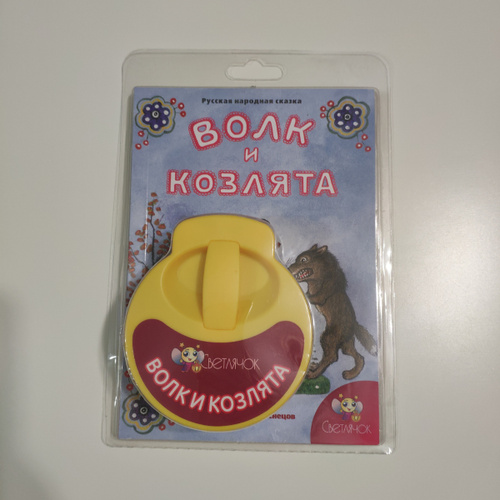 Русская народная сказка
ВОЛК
И
КОЗЛЯТА
Светлячок
ВОЛК И КОЗЛЯТА
Светлячок